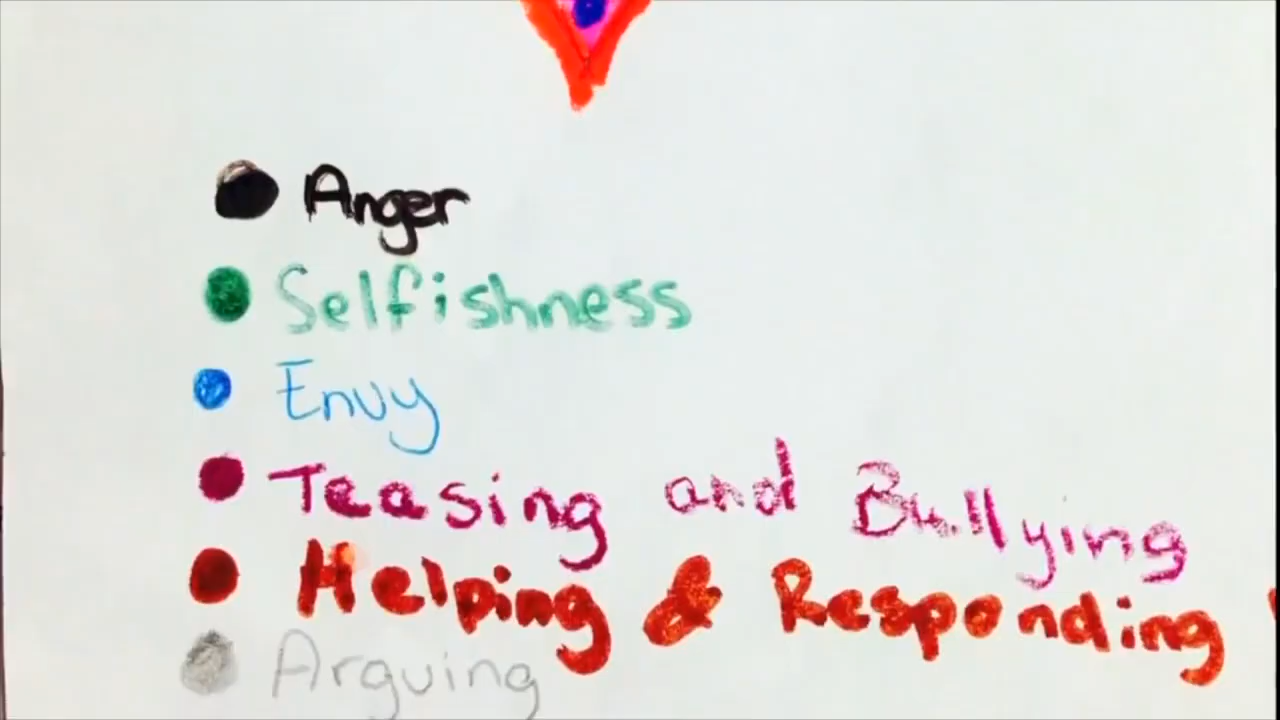 Anger
Selfishness
Envy
Teasing and Bullying
Helping & Responding
Arguing